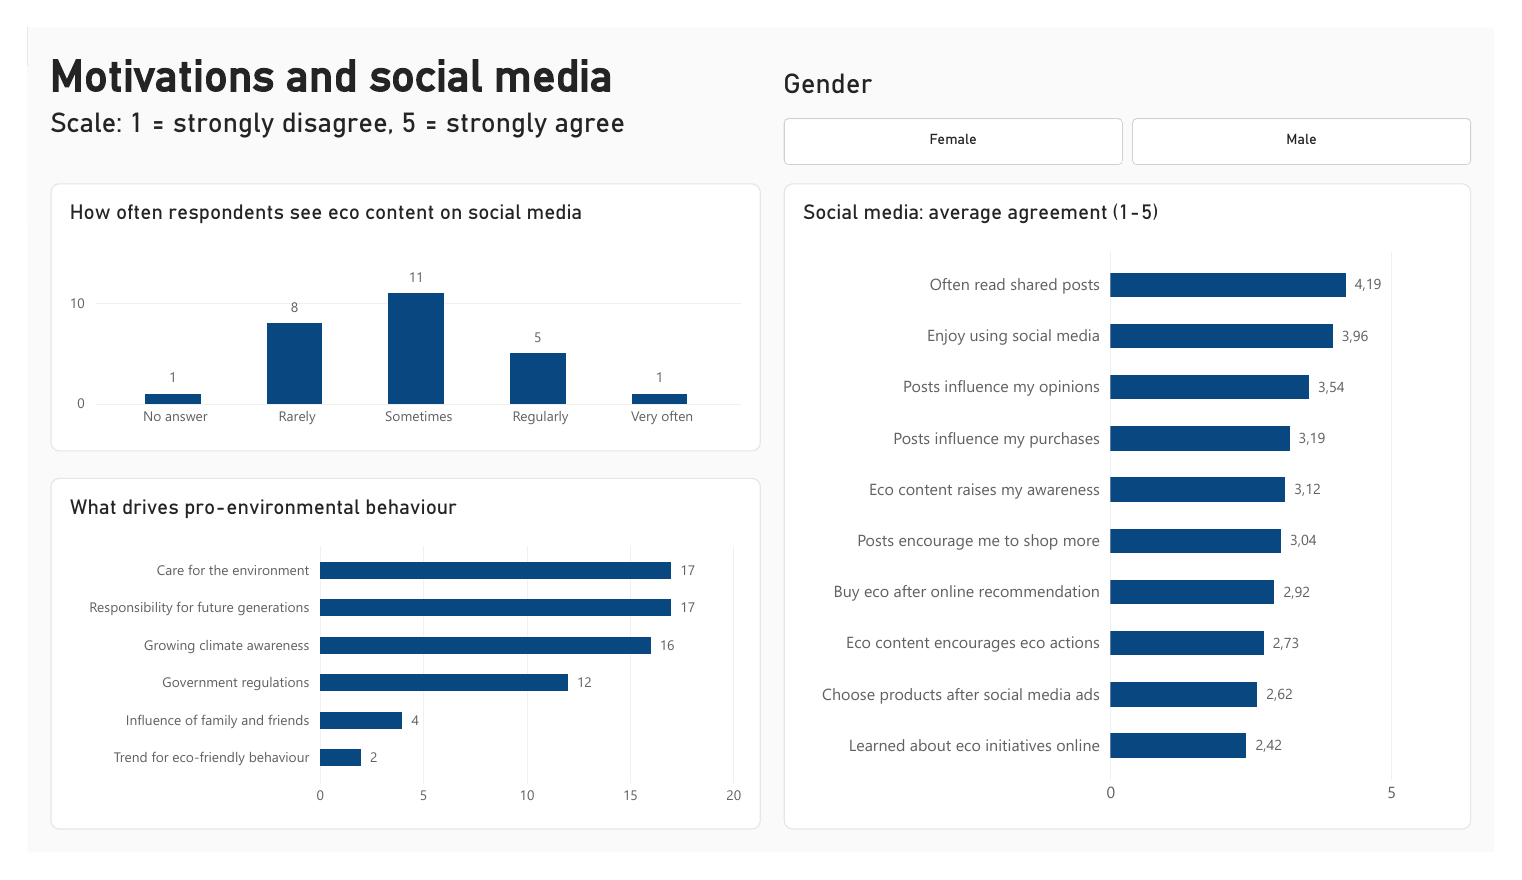 Motivations and social media
Scale: 1 = strongly disagree, 5 = strongly agree
Gender
Female
Male
How often respondents see eco content on social media
10
0
1
8
11
5
1
No answer
Rarely
Sometimes
Regularly
Very often
What drives pro-environmental behaviour
Care for the environment 17
Responsibility for future generations 17
Growing climate awareness 16
Government regulations 12
Influence of family and friends 4
Trend for eco-friendly behaviour 2
0 5 10 15 20
Social media: average agreement (1-5)
Often read shared posts 4,19
Enjoy using social media 3,96
Posts influence my opinions 3,54
Posts influence my purchases 3,19
Eco content raises my awareness 3,12
Posts encourage me to shop more 3,04
Buy eco after online recommendation 2,92
Eco content encourages eco actions 2,73
Choose products after social media ads 2,62
Learned about eco initiatives online 2,42
0 5